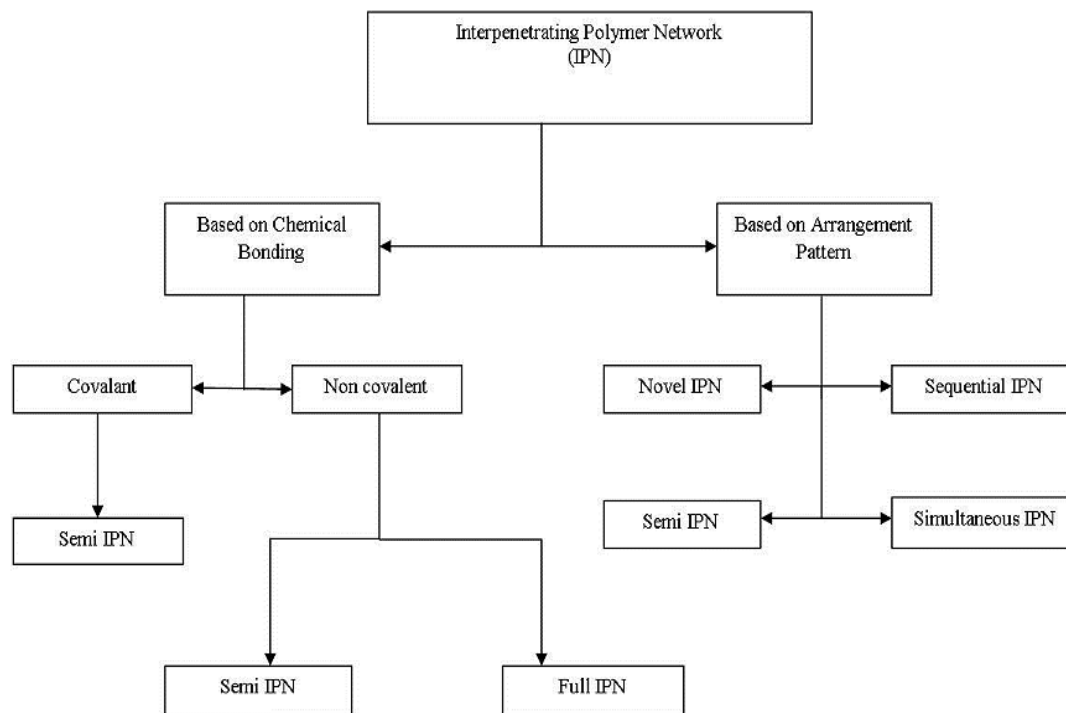 Interpenetrating Polymer Network
(IPN)
Based on Chemical
Bonding
Based on Arrangement
Pattern
Covalant
Non covalent
Novel IPN
Sequential IPN
Semi IPN
Semi IPN
Simultaneous IPN
Semi IPN
Full IPN